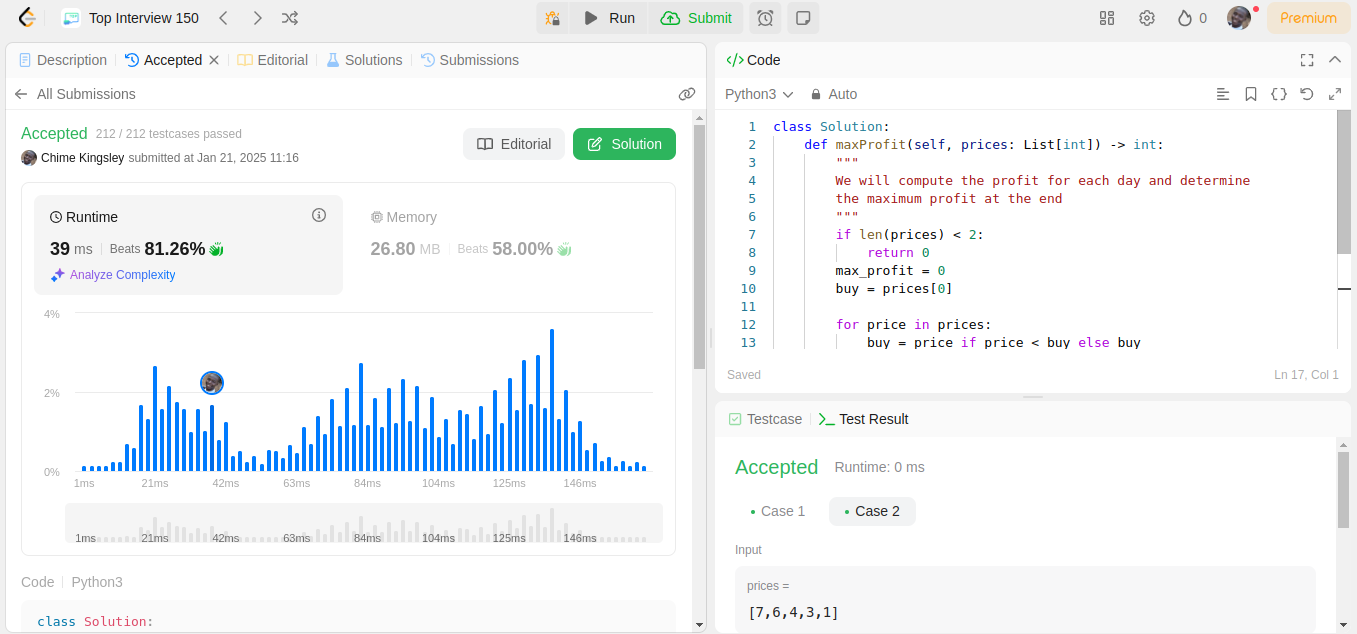 Top Interview 150
Run
Submit
0
Premium
Description
Accepted
Editorial
Solutions
Submissions
All Submissions
Accepted 212 / 212 testcases passed
Chime Kingsley submitted at Jan 21, 2025 11:16
Editorial
Solution
Runtime
39 ms Beats 81.26%
Analyze Complexity
Memory
26.80 MB Beats 58.00%
4%
2%
0%
1ms 21ms 42ms 63ms 84ms 104ms 125ms 146ms
1ms 21ms 42ms 63ms 84ms 104ms 125ms 146ms
Code Python3
class Solution:
</> Code
Python3 Auto
1 class Solution:
2 def maxProfit(self, prices: List[int]) -> int:
3 """
4 We will compute the profit for each day and determine
5 the maximum profit at the end
6 """
7 if len(prices) < 2:
8 return 0
9 max_profit = 0
10 buy = prices[0]
11
12 for price in prices:
13 buy = price if price < buy else buy
Saved
Ln 17, Col 1
Testcase
Test Result
Accepted Runtime: 0 ms
• Case 1
• Case 2
Input
prices =
[7,6,4,3,1]